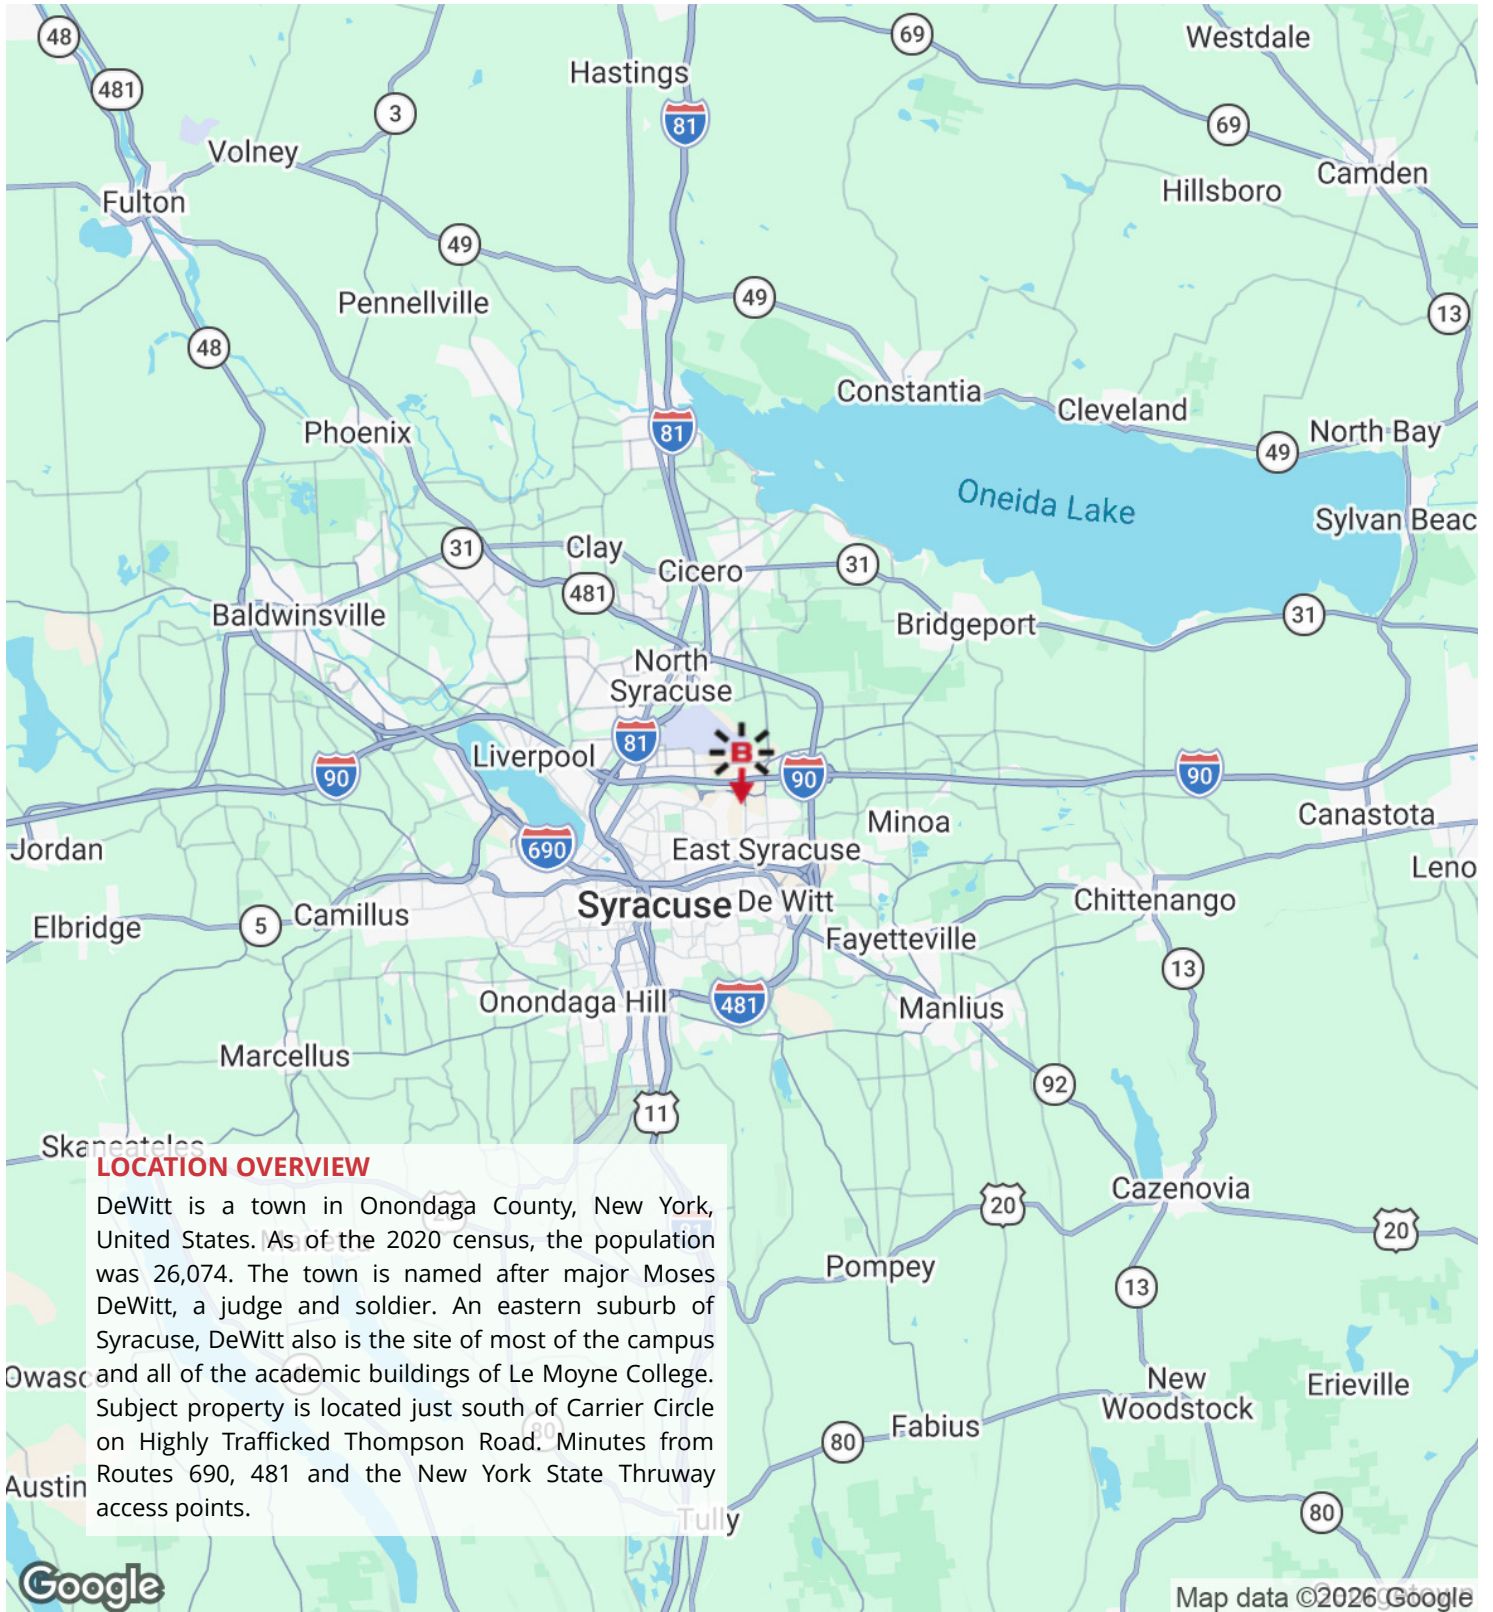 48
69
Westdale
Hastings
481
3
81
69
Volney
Camden
Hillsboro
Fulton
49
Pennellville
49
13
48
Constantia
Cleveland
Phoenix
81
North Bay
49
Oneida Lake
Sylvan Beac
31
Clay
Cicero
31
481
Baldwinsville
Bridgeport
31
North
Syracuse
81
B
Liverpool
90
90
90
Minoa
Canastota
Jordan
690
East Syracuse
Leno
Syracuse
De Witt
Chittenango
Elbridge
5
Camillus
Fayetteville
13
Onondaga Hill
481
Manlius
Marcellus
92
11
Skaneateles
Cazenovia
20
20
LOCATION OVERVIEW
DeWitt is a town in Onondaga County, New York,
United States. As of the 2020 census, the population
was 26,074. The town is named after major Moses
DeWitt, a judge and soldier. An eastern suburb of
Syracuse, DeWitt also is the site of most of the campus
and all of the academic buildings of Le Moyne College.
Subject property is located just south of Carrier Circle
on Highly Trafficked Thompson Road. Minutes from
Routes 690, 481 and the New York State Thruway
access points.
81
Marietta
Pompey
13
Owasc
New
Woodstock
Erieville
80
80
Fabius
Austin
Tully
80
Google
Georgetown
Map data ©2026 Google